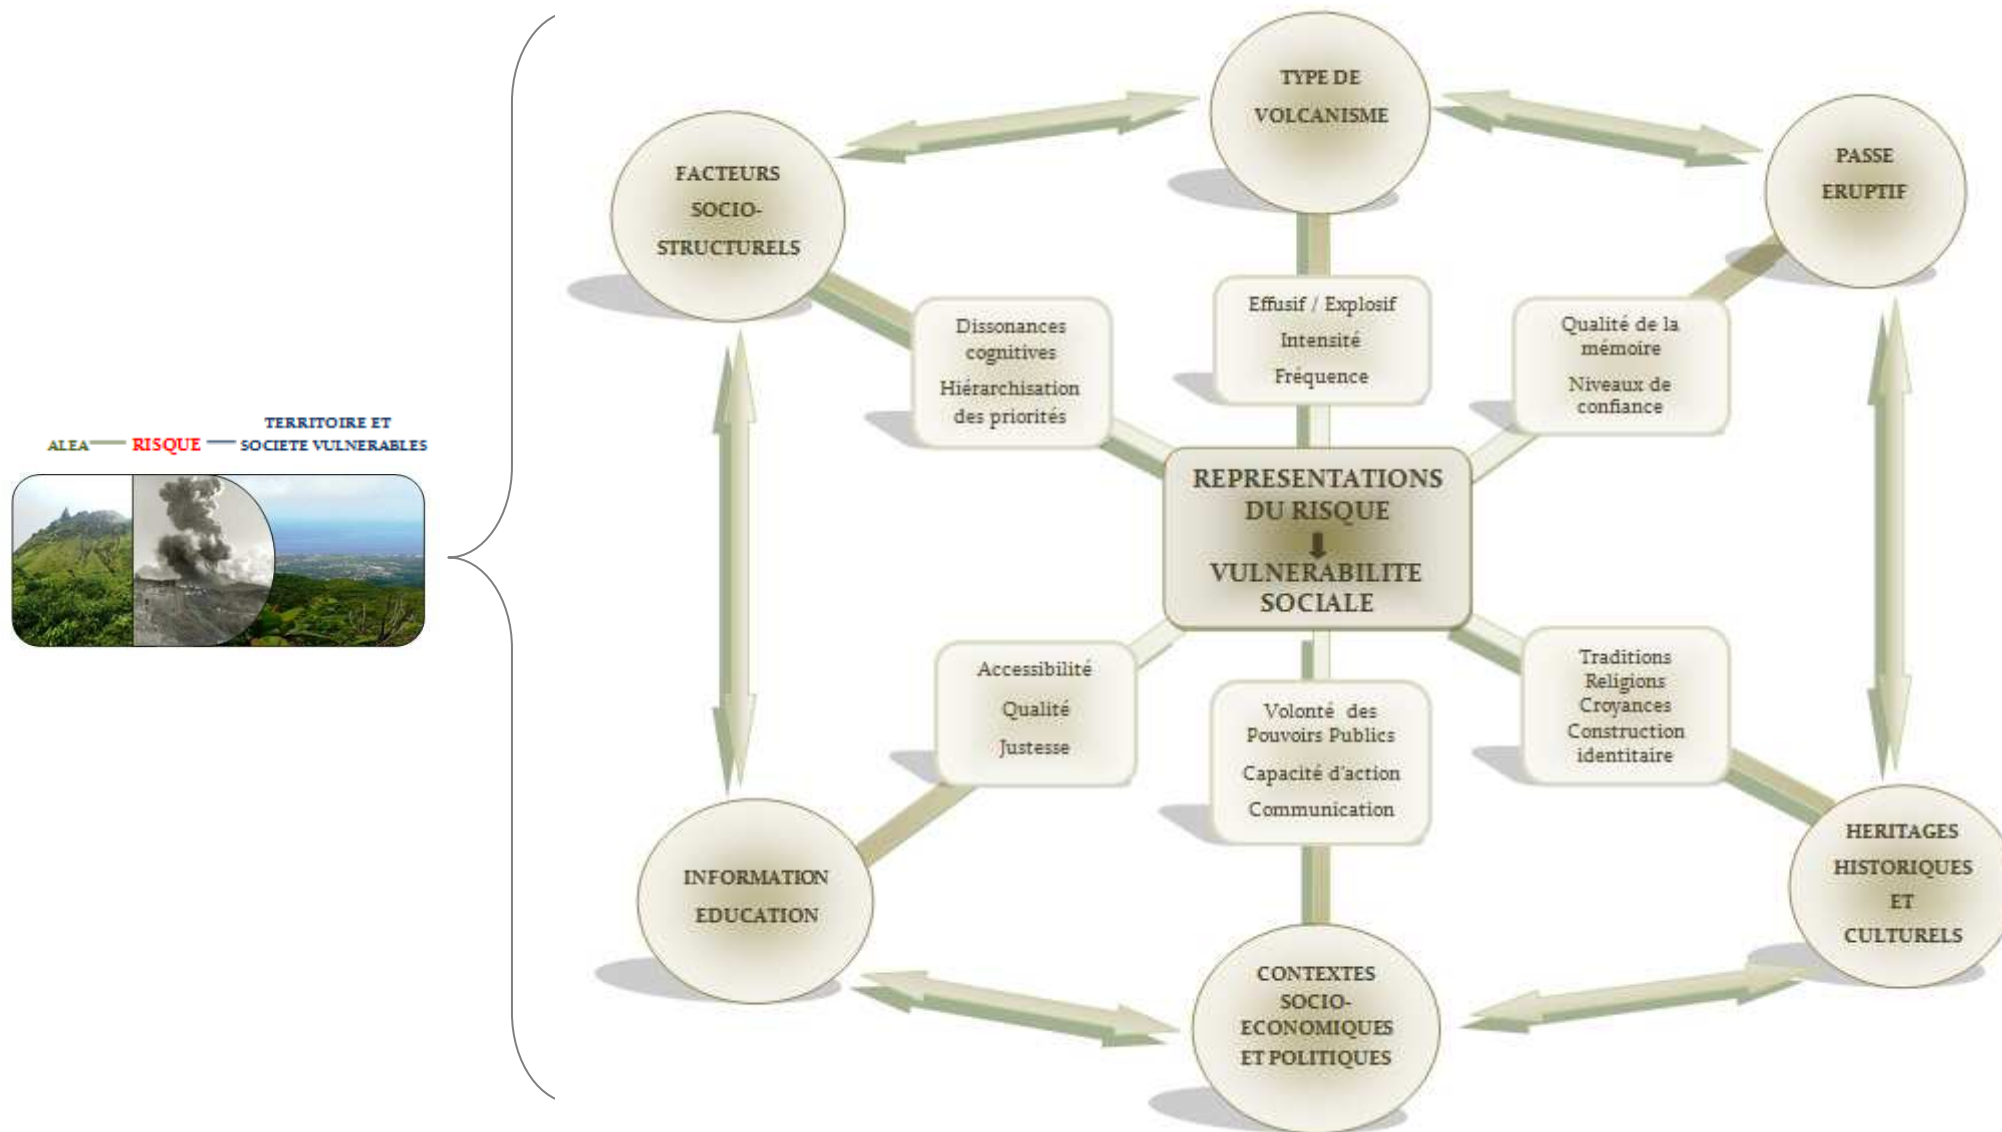 ALEA
RISQUE
TERRITOIRE ET
SOCIETE VULNERABLES
TYPE DE
VOLCANISME
PASSE
ERUPTIF
FACTEURS
SOCIO-
STRUCTURELS
Dissonances
cognitives
Hiérarchisation
des priorités
Effusif / Explosif
Intensité
Fréquence
Qualité de la
mémoire
Niveaux de
confiance
REPRESENTATIONS
DU RISQUE
VULNERABILITE
SOCIALE
Accessibilité
Qualité
Justesse
Volonté des
Pouvoirs Publics
Capacité d'action
Communication
Traditions
Religions
Croyances
Construction
identitaire
INFORMATION
EDUCATION
CONTEXTES
SOCIO-
ECONOMIQUES
ET POLITIQUES
HERITAGES
HISTORIQUES
ET
CULTURELS